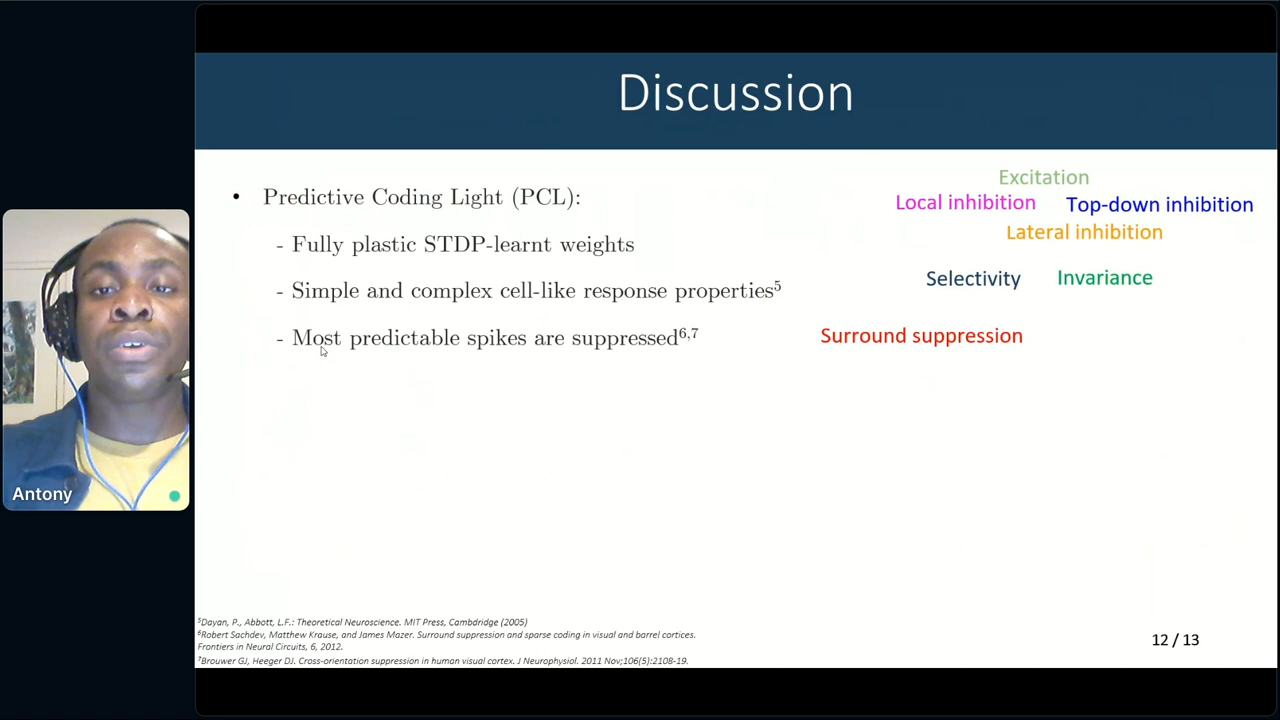 Discussion
• Predictive Coding Light (PCL):
- Fully plastic STDP-learnt weights
- Simple and complex cell-like response properties⁵
- Most predictable spikes are suppressed⁶,⁷
Excitation
Local inhibition
Top-down inhibition
Lateral inhibition
Selectivity
Invariance
Surround suppression
Antony
⁵Dayan, P., Abbott, L.F.: Theoretical Neuroscience. MIT Press, Cambdridge (2005)
⁶Robert Sachdev, Matthew Krause, and James Mazer. Surround suppression and sparse coding in visual and barrel cortices.
Frontiers in Neural Circuits, 6, 2012.
⁷Brouwer GJ, Heeger DJ. Cross-orientation suppression in human visual cortex. J Neurophysiol. 2011 Nov;106(5):2108-19.
12 / 13